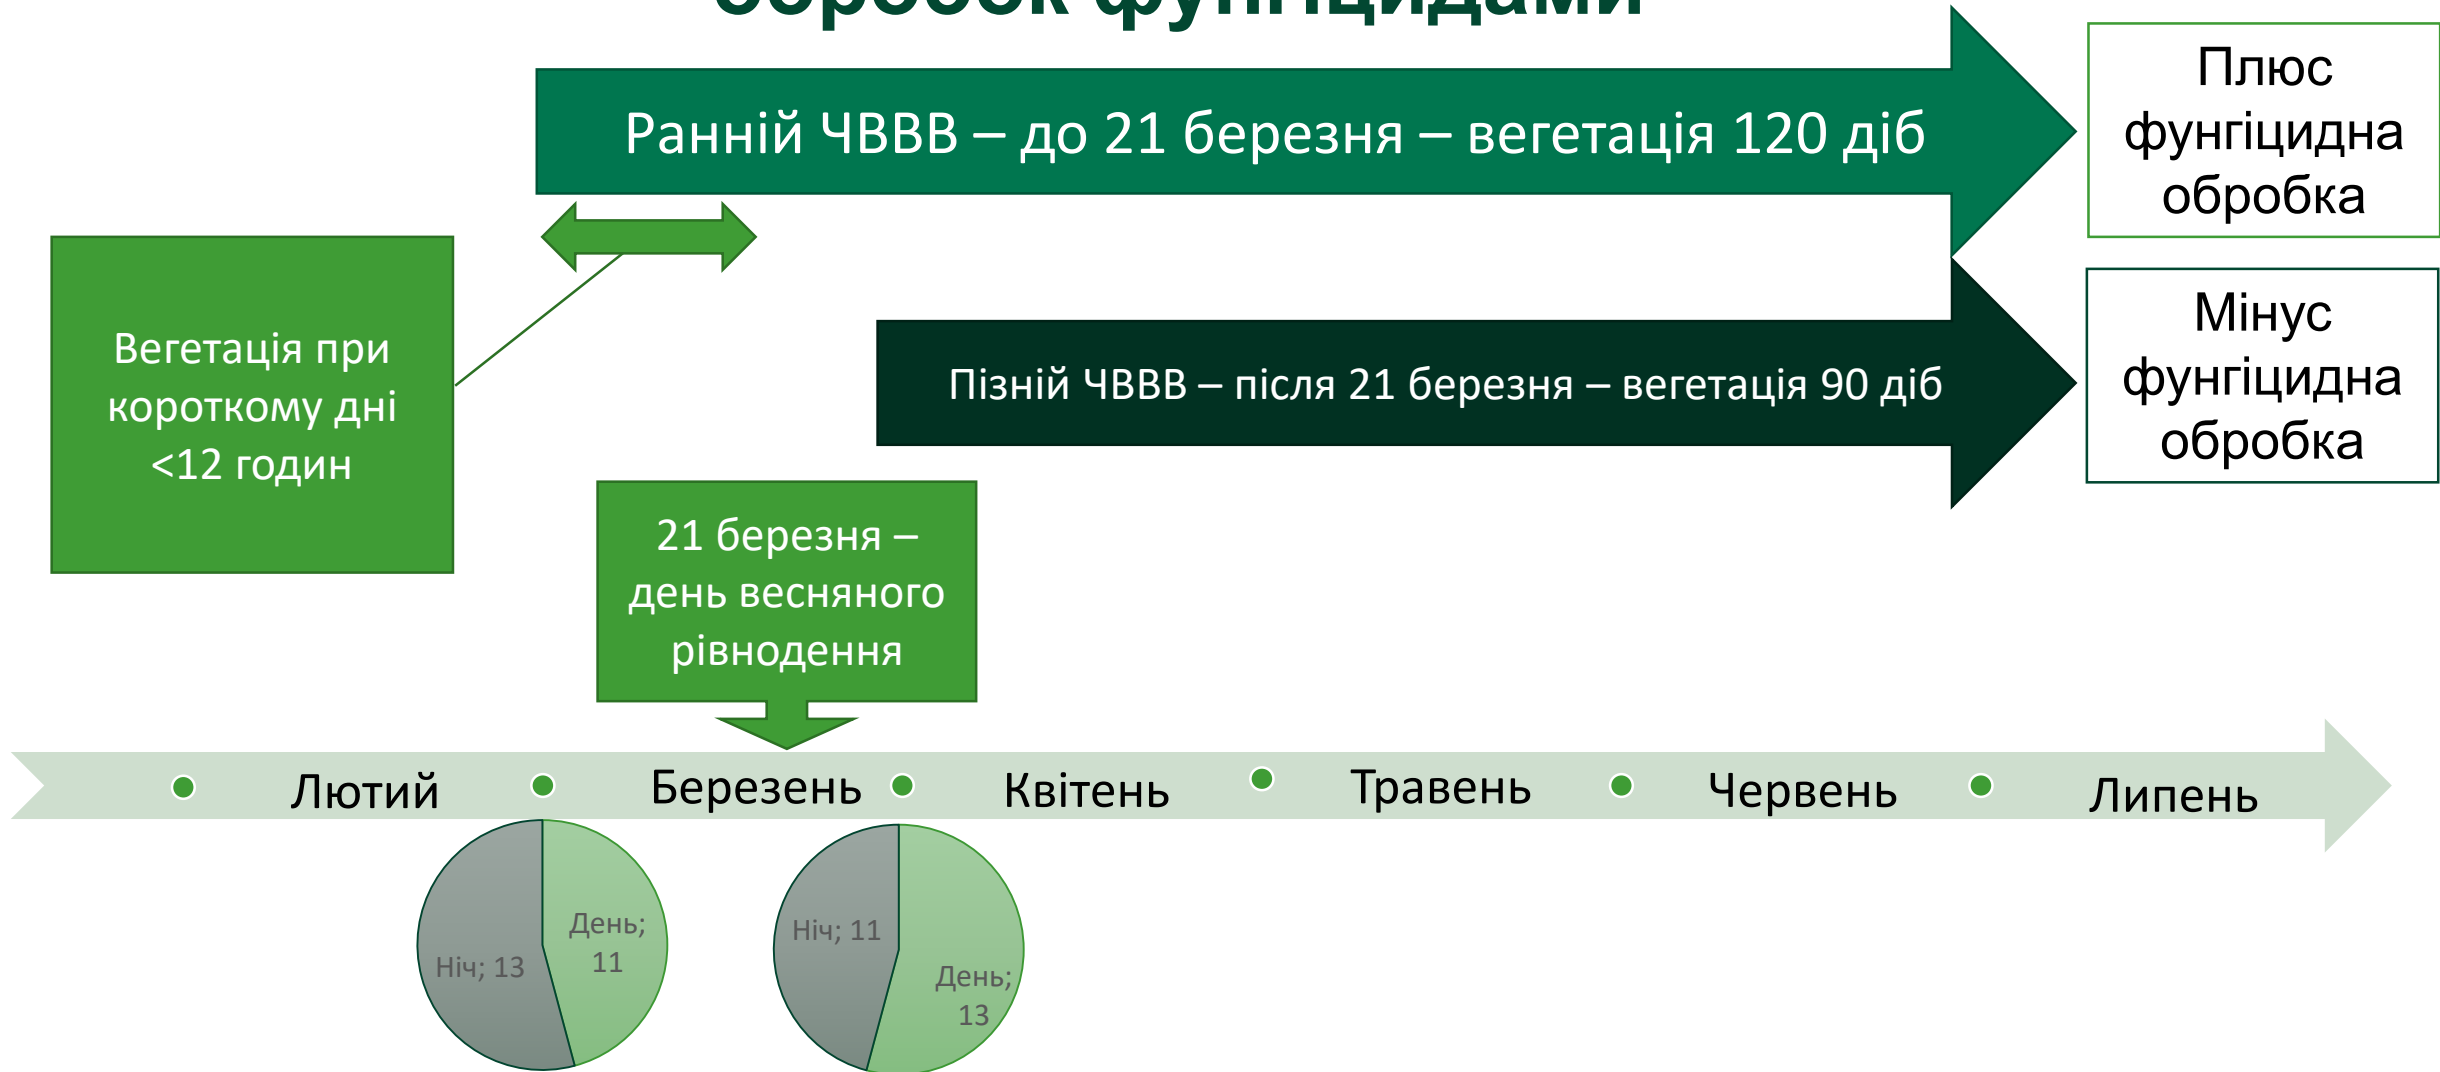 обробок фунгіцидами
Ранній ЧВВВ – до 21 березня – вегетація 120 діб
Плюс
фунгіцидна
обробка
Вегетація при
короткому дні
<12 годин
Пізній ЧВВВ – після 21 березня – вегетація 90 діб
Мінус
фунгіцидна
обробка
21 березня –
день весняного
рівнодення
Лютий
Березень
Квітень
Травень
Червень
Липень
Ніч; 13
День;
11
Ніч; 11
День;
13